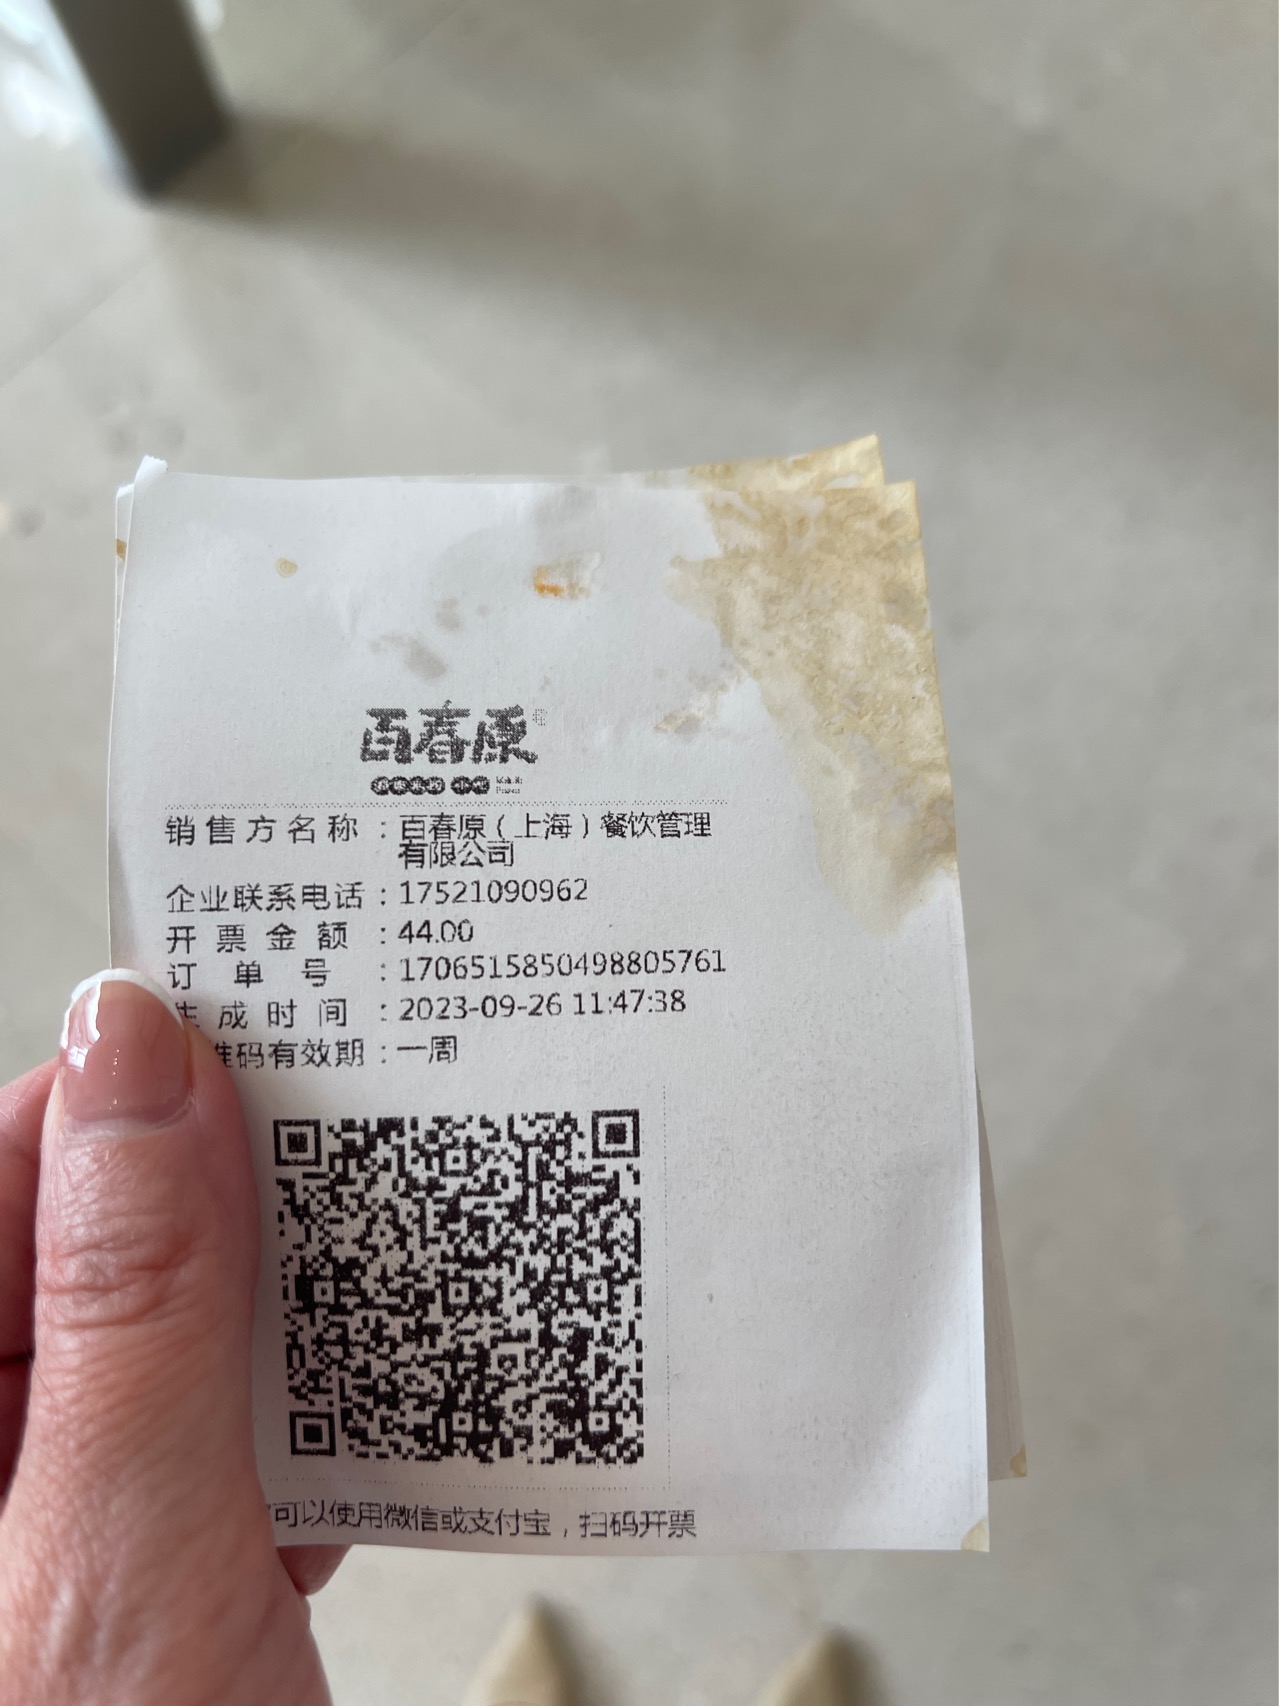 百春原
销售方名称：百春原（上海）餐饮管理
有限公司
企业联系电话：17521090962
开票金额：44.00
订单号：1706515850498805761
生成时间：2023-09-26 11:47:38
准码有效期：一周
可以使用微信或支付宝，扫码开票